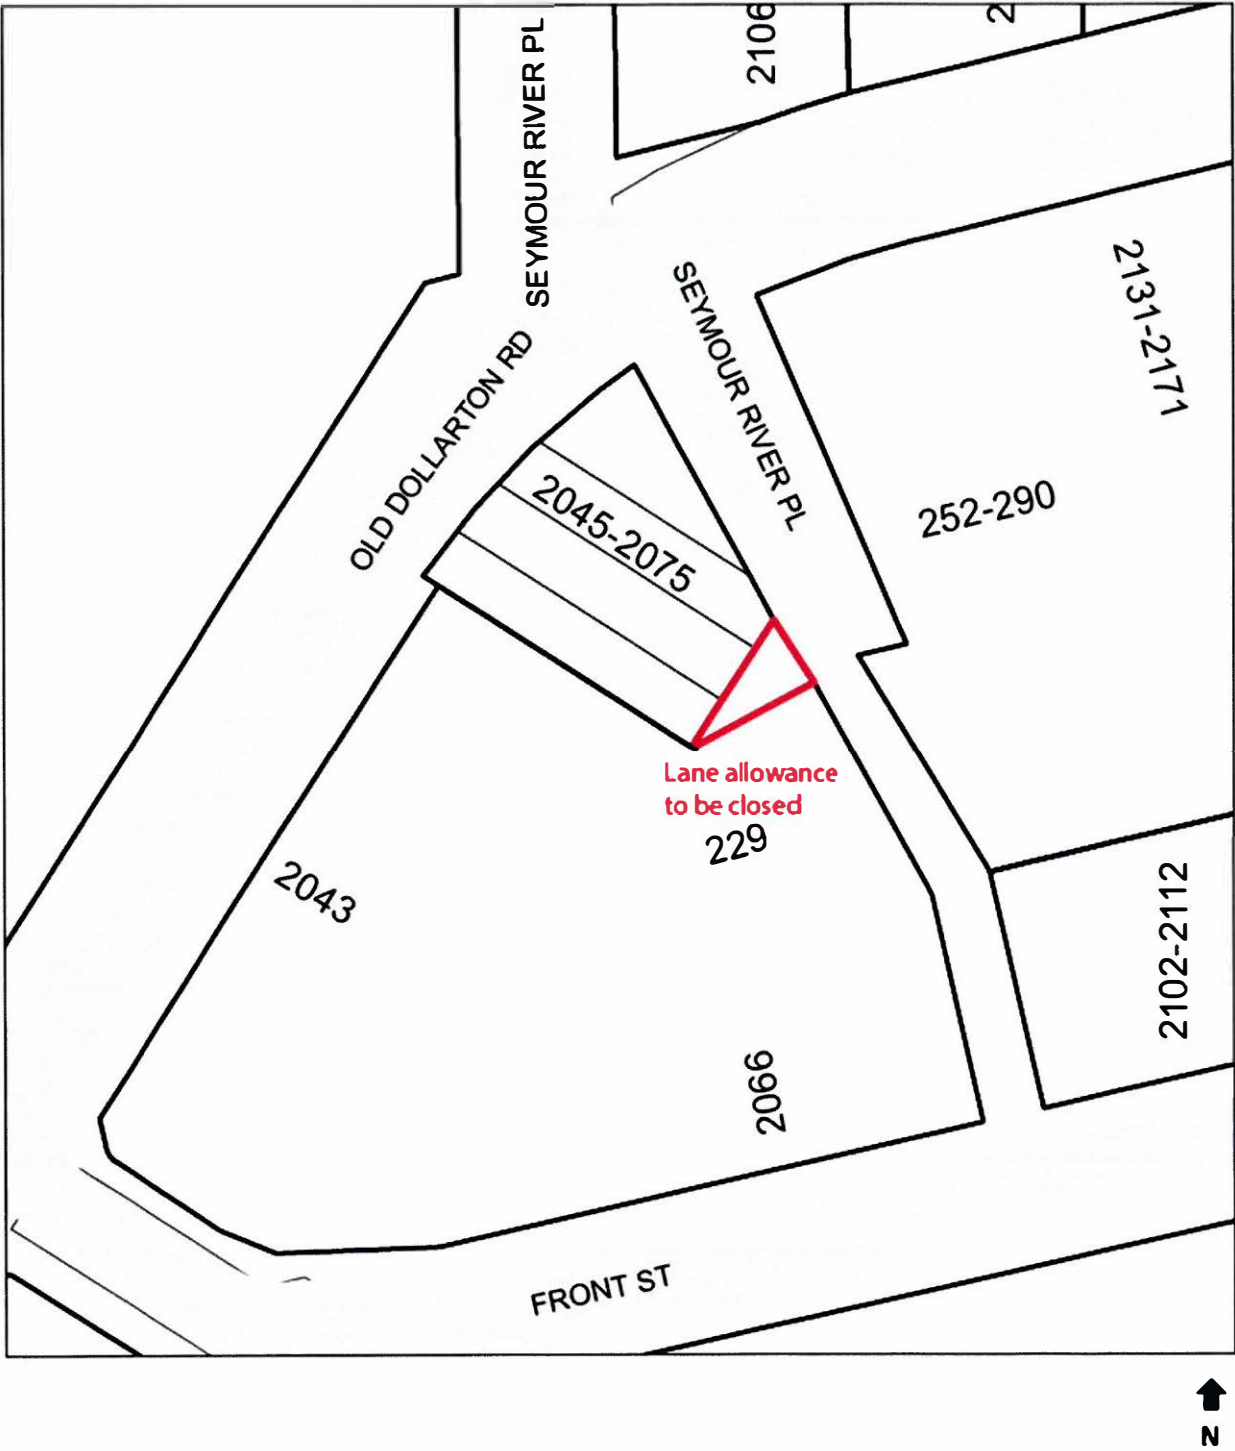 SEYMOUR RIVER PL
2106
2
SEYMOUR RIVER PL
2131-2171
OLD DOLLARTON RD
2045-2075
252-290
Lane allowance
to be closed
229
2043
2102-2112
2066
FRONT ST
N